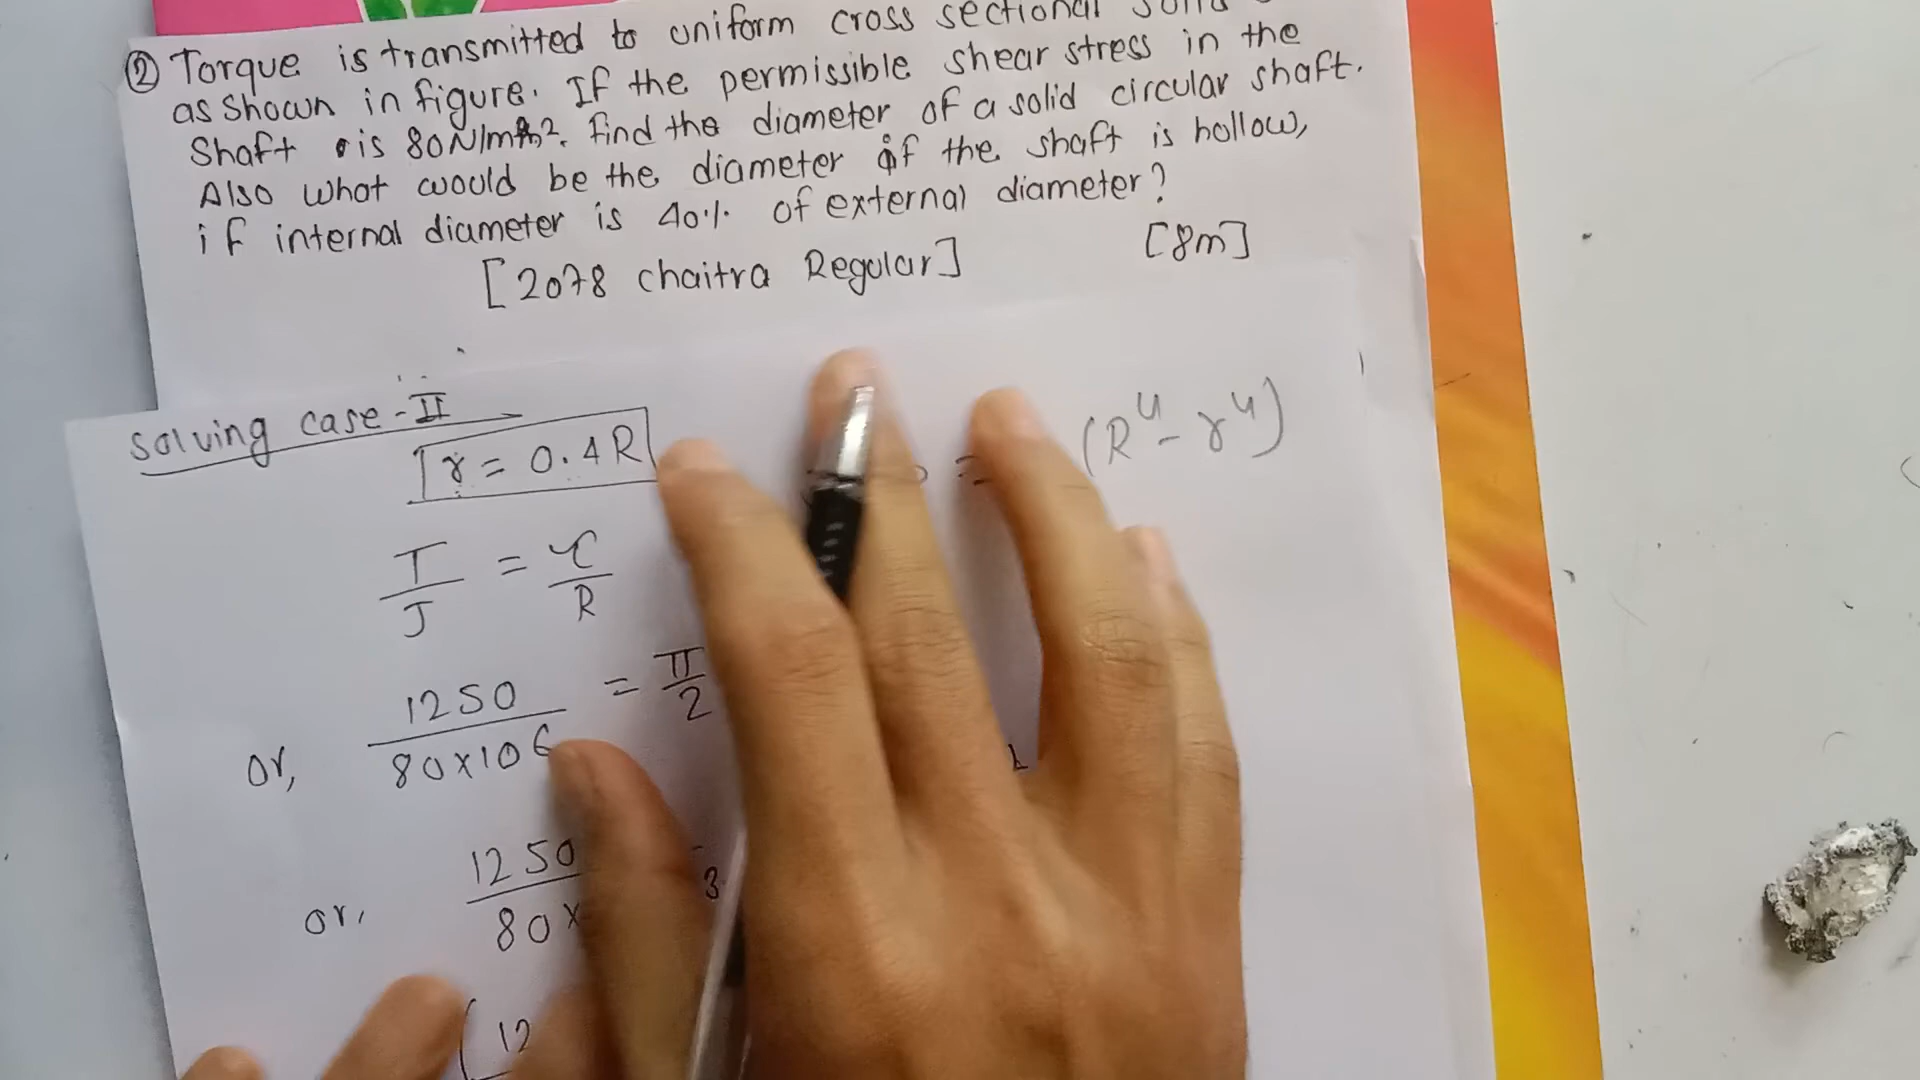 ② Torque is transmitted to uniform cross sectional solid
as shown in figure. If the permissible shear stress in the
shaft is 80N/mm². Find the diameter of a solid circular shaft.
Also what would be the diameter if the shaft is hollow,
if internal diameter is 40% of external diameter?
[2078 chaitra Regular] [8m]
Solving case-II
r = 0.4R
= (R⁴ - r⁴)
T/J = τ/R
or, 1250/80×10⁶ = π/2
or, 1250/80× 3
(12